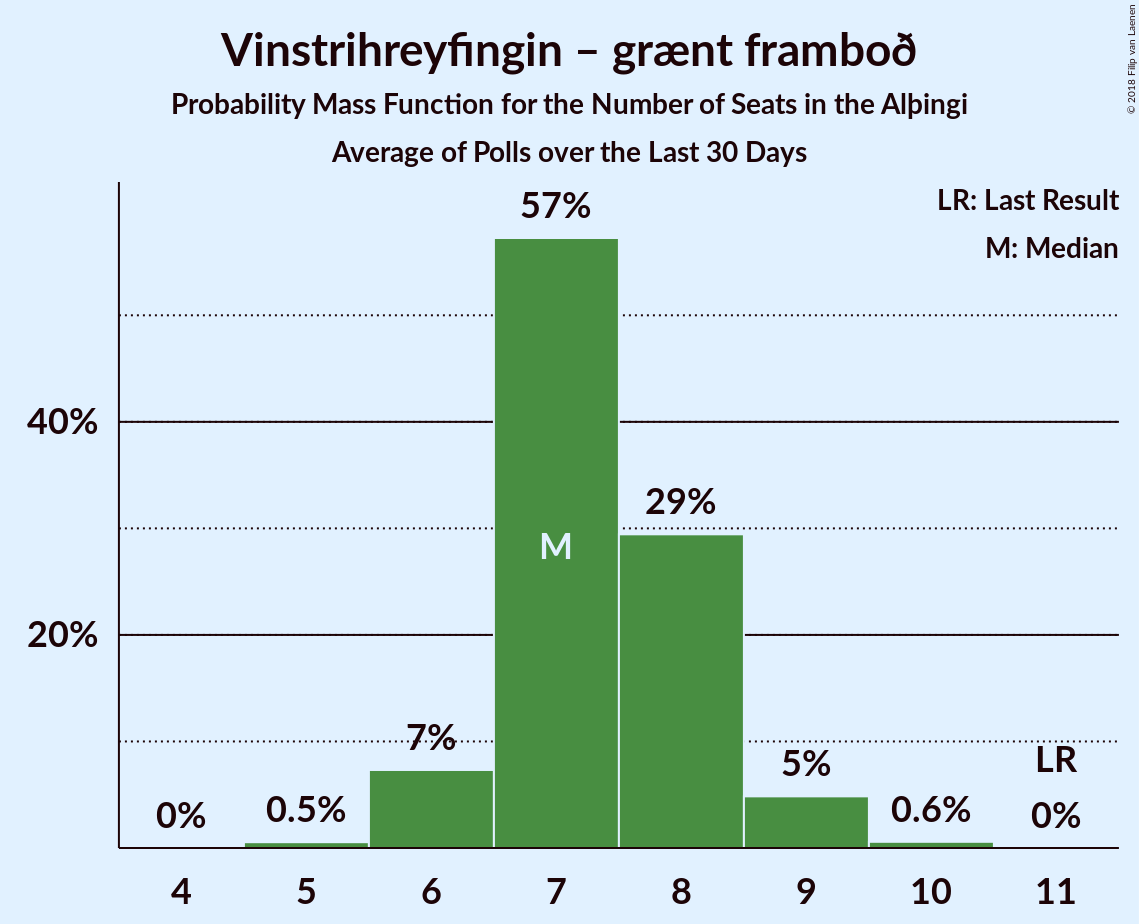 Vinstrihreyfingin – grænt framboð
Probability Mass Function for the Number of Seats in the Alþingi
Average of Polls over the Last 30 Days
© 2018 Filip van Laenen
LR: Last Result
M: Median
57%
40%
29%
M
20%
7%
5%
LR
0%
0.5%
0.6%
0%
4 5 6 7 8 9 10 11